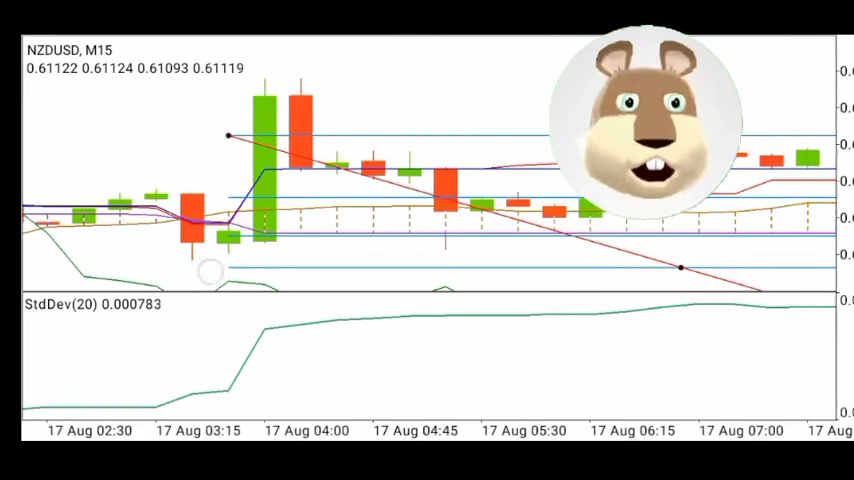 NZDUSD, M15
0.61122 0.61124 0.61093 0.61119
StdDev(20) 0.000783
17 Aug 02:30 17 Aug 03:15 17 Aug 04:00 17 Aug 04:45 17 Aug 05:30 17 Aug 06:15 17 Aug 07:00 17 Aug